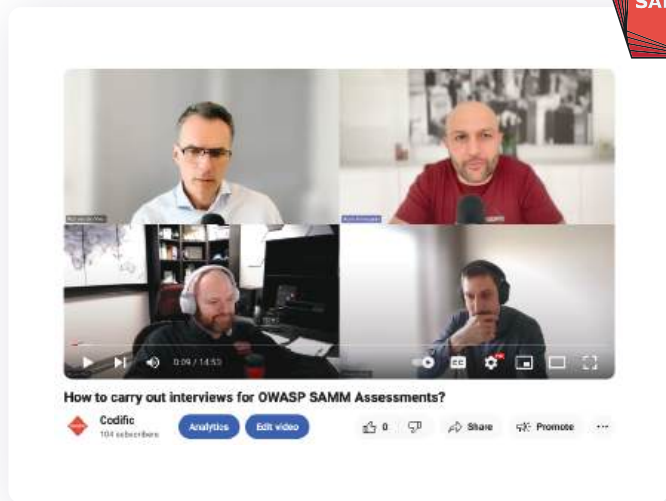 SA
0:09 / 14:53
CC
How to carry out interviews for OWASP SAMM Assessments?
Codific
104 subscribers
Analytics
Edit video
0
Share
Promote